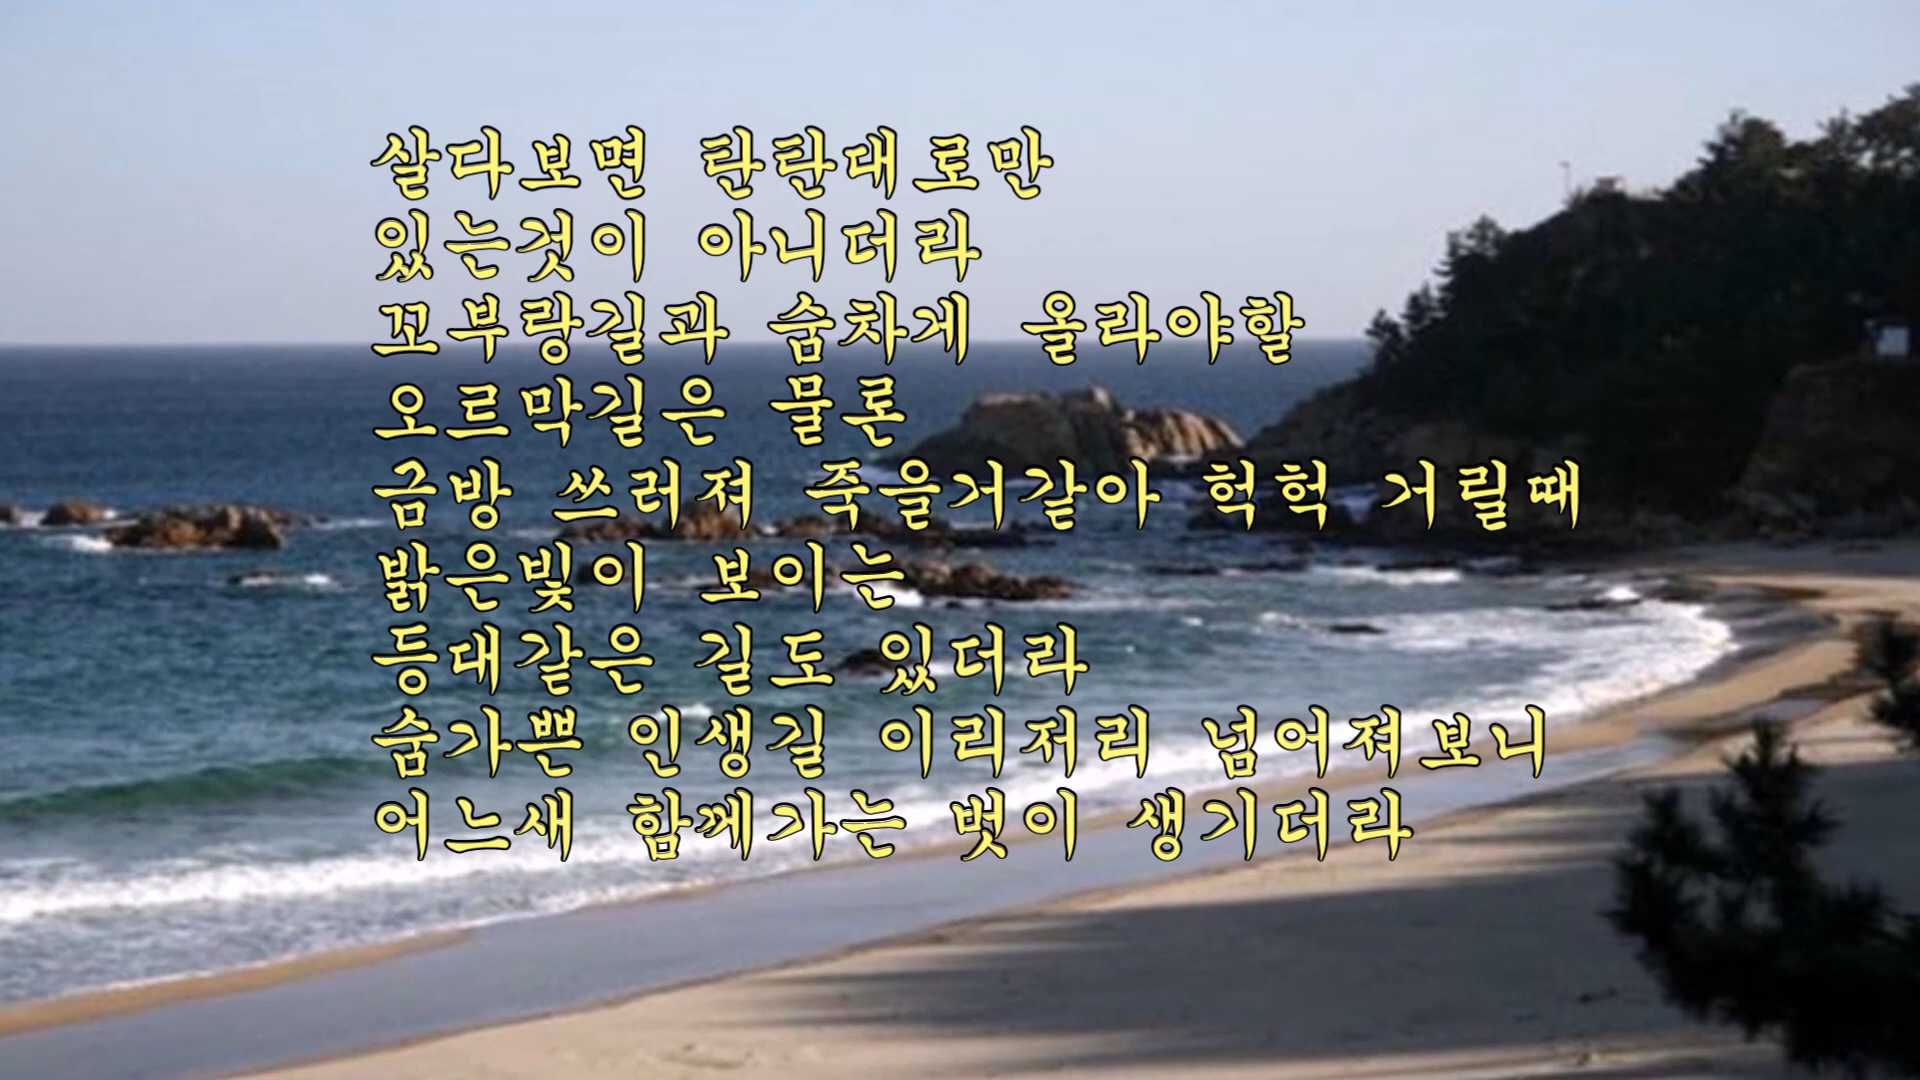 살다보면 탄탄대로만
있는것이 아니더라
꼬부랑길과 숨차게 올라야할
오르막길은 물론
금방 쓰러져 죽을거같아 헉헉 거릴때
밝은빛이 보이는
등대같은 길도 있더라
숨가쁜 인생길 이리저리 넘어져보니
어느새 함께가는 벗이 생기더라